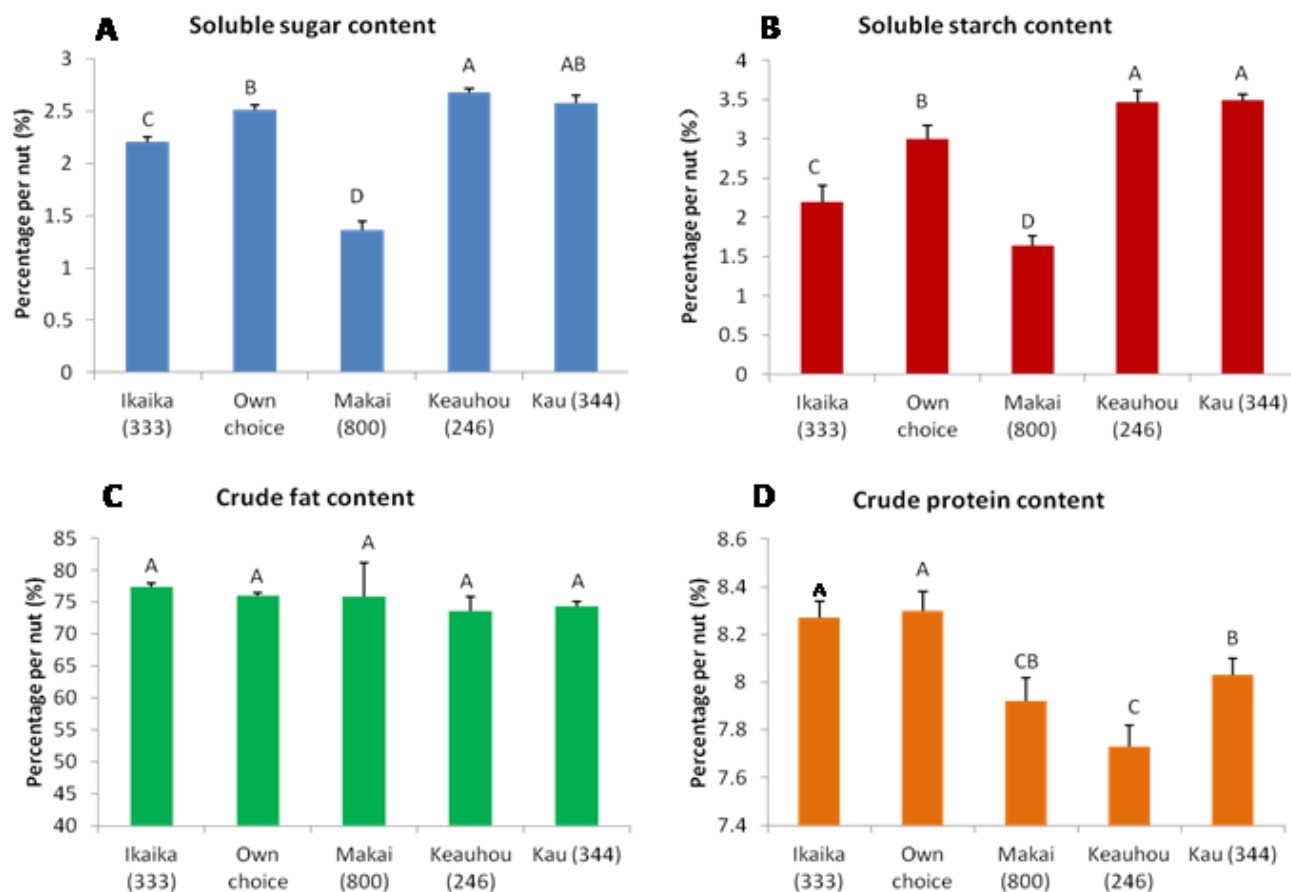 A
Soluble sugar content
Percentage per nut (%)
3
2.5
2
1.5
1
0.5
0
C
B
D
A
AB
Ikaika
(333)
Own
choice
Makai
(800)
Keauhou
(246)
Kau (344)
B
Soluble starch content
Percentage per nut (%)
4
3.5
3
2.5
2
1.5
1
0.5
0
C
B
D
A
A
Ikaika
(333)
Own
choice
Makai
(800)
Keauhou
(246)
Kau (344)
C
Crude fat content
Percentage per nut (%)
85
80
75
70
65
60
55
50
45
40
A
A
A
A
A
Ikaika
(333)
Own
choice
Makai
(800)
Keauhou
(246)
Kau (344)
D
Crude protein content
Percentage per nut (%)
8.6
8.4
8.2
8
7.8
7.6
7.4
A
A
CB
C
B
Ikaika
(333)
Own
choice
Makai
(800)
Keauhou
(246)
Kau (344)